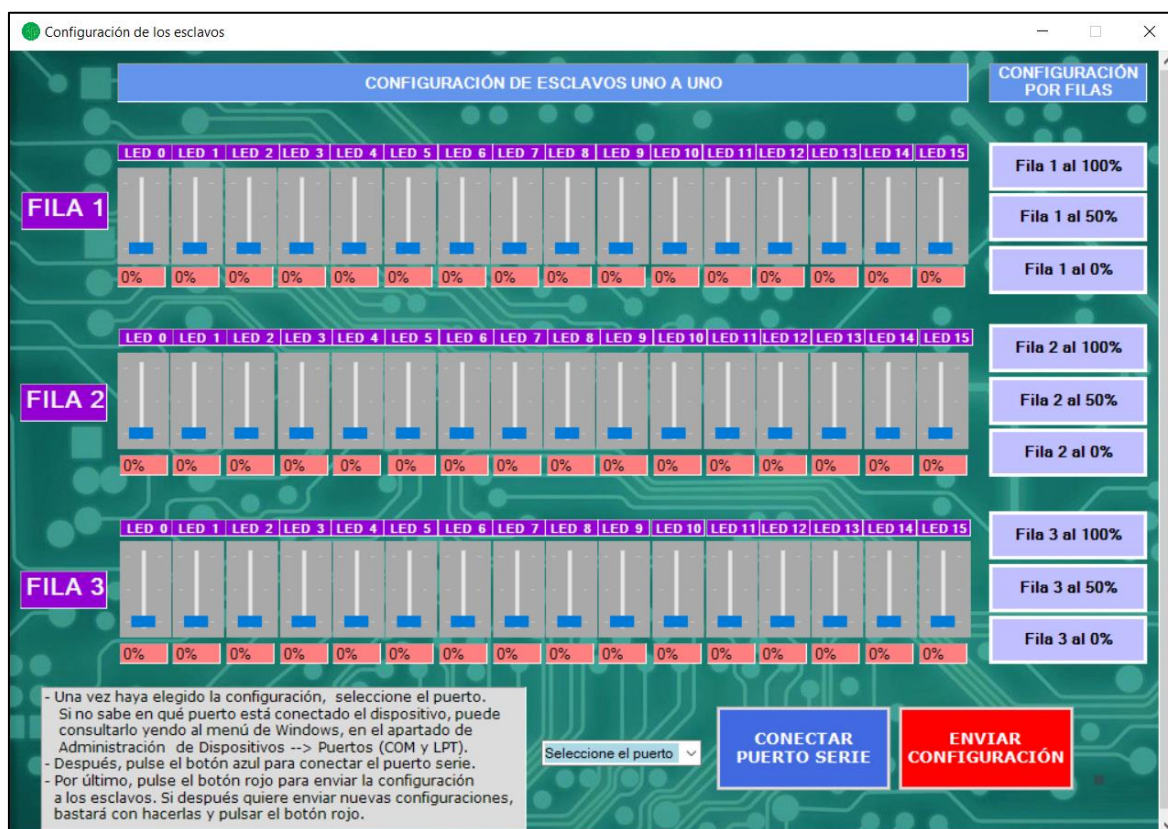 Configuración de los esclavos
CONFIGURACIÓN DE ESCLAVOS UNO A UNO
CONFIGURACIÓN
POR FILAS
LED 0 LED 1 LED 2 LED 3 LED 4 LED 5 LED 6 LED 7 LED 8 LED 9 LED 10 LED 11 LED 12 LED 13 LED 14 LED 15
FILA 1
0% 0% 0% 0% 0% 0% 0% 0% 0% 0% 0% 0% 0% 0% 0% 0%
Fila 1 al 100%
Fila 1 al 50%
Fila 1 al 0%
LED 0 LED 1 LED 2 LED 3 LED 4 LED 5 LED 6 LED 7 LED 8 LED 9 LED 10 LED 11 LED 12 LED 13 LED 14 LED 15
FILA 2
0% 0% 0% 0% 0% 0% 0% 0% 0% 0% 0% 0% 0% 0% 0% 0%
Fila 2 al 100%
Fila 2 al 50%
Fila 2 al 0%
LED 0 LED 1 LED 2 LED 3 LED 4 LED 5 LED 6 LED 7 LED 8 LED 9 LED 10 LED 11 LED 12 LED 13 LED 14 LED 15
FILA 3
0% 0% 0% 0% 0% 0% 0% 0% 0% 0% 0% 0% 0% 0% 0% 0%
Fila 3 al 100%
Fila 3 al 50%
Fila 3 al 0%
- Una vez haya elegido la configuración, seleccione el puerto.
Si no sabe en qué puerto está conectado el dispositivo, puede
consultarlo yendo al menú de Windows, en el apartado de
Administración de Dispositivos --> Puertos (COM y LPT).
- Después, pulse el botón azul para conectar el puerto serie.
- Por último, pulse el botón rojo para enviar la configuración
a los esclavos. Si después quiere enviar nuevas configuraciones,
bastará con hacerlas y pulsar el botón rojo.
Seleccione el puerto
CONECTAR
PUERTO SERIE
ENVIAR
CONFIGURACIÓN